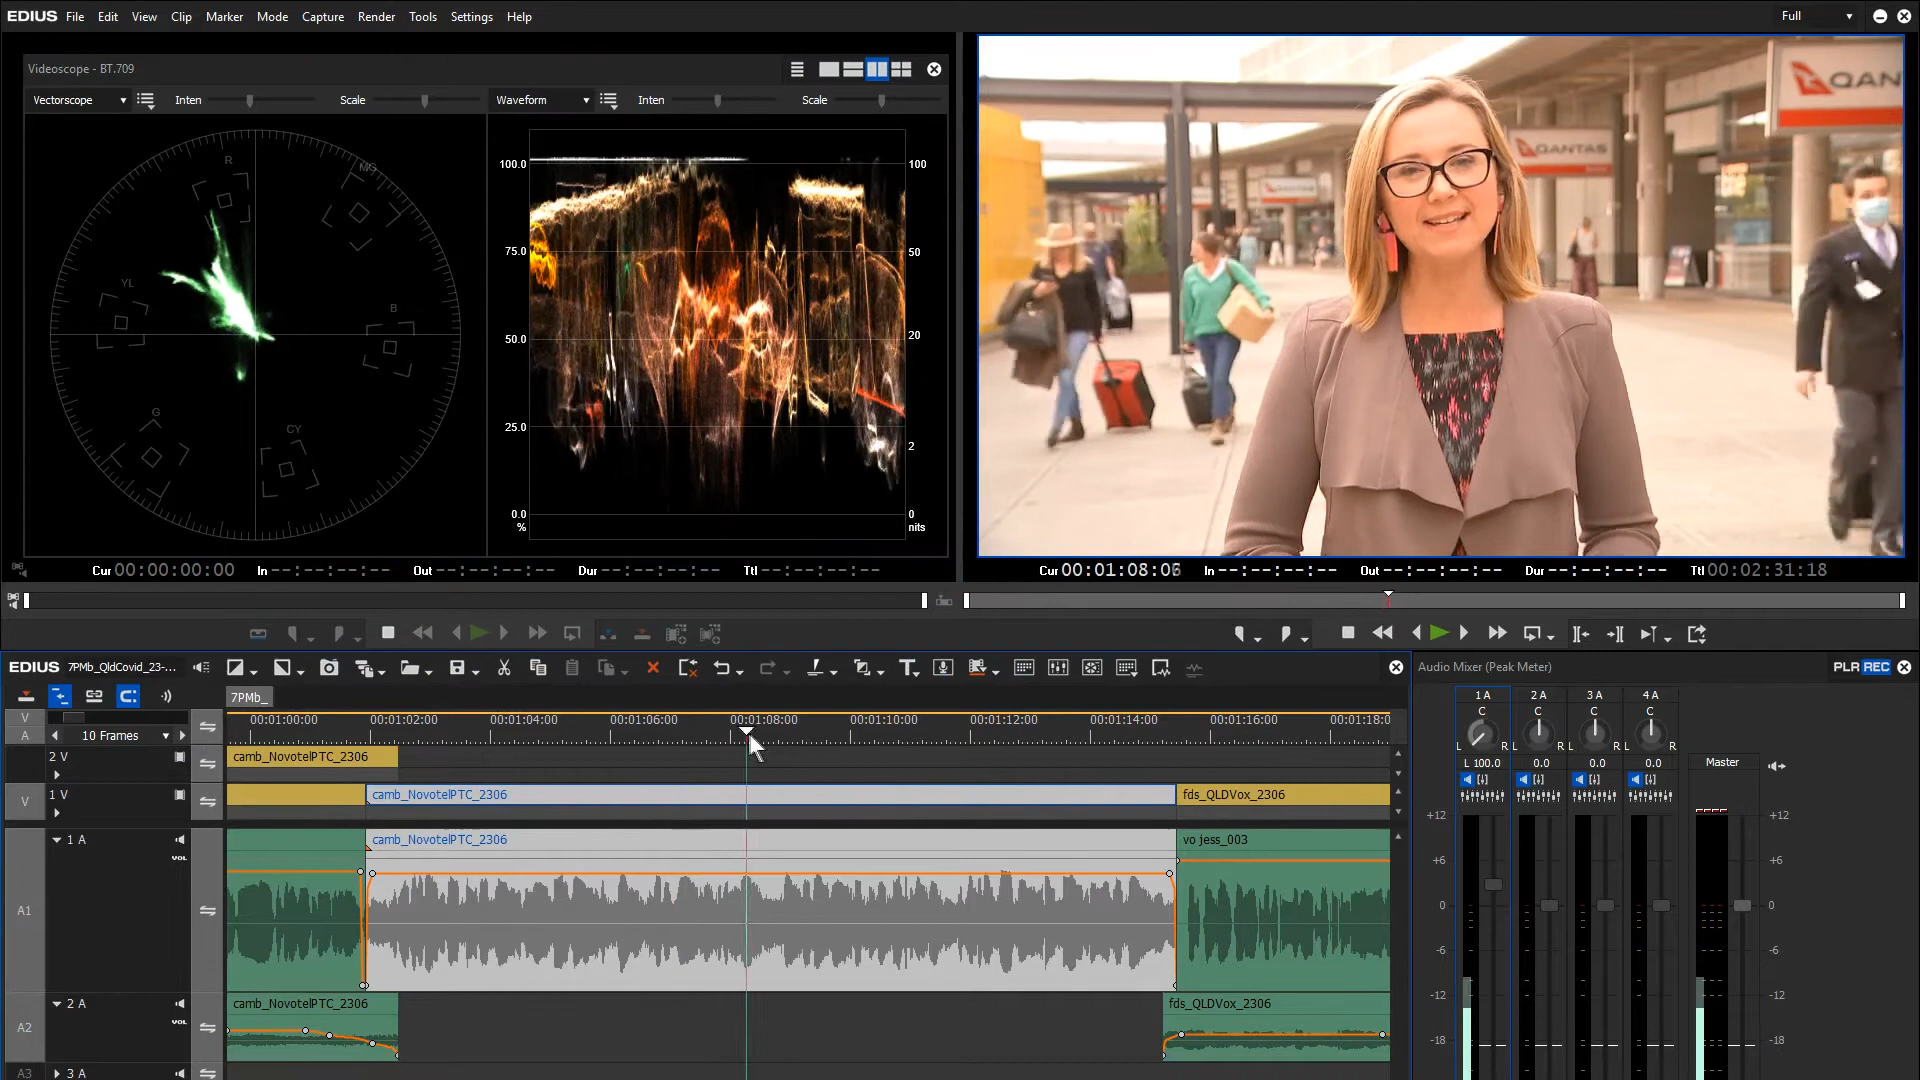 EDIUS File Edit View Clip Marker Mode Capture Render Tools Settings Help Full
Videoscope - BT.709
Vectorscope Inten Scale Waveform Inten Scale
R MG YL B G CY
100.0 100
75.0 50
50.0 20
25.0 2
0.0 0
% nits
QANTAS
QAN
Cur 00:00:00:00 In --:--:--:-- Out --:--:--:-- Dur --:--:--:-- Ttl --:--:--:--
Cur 00:01:08:06 In --:--:--:-- Out --:--:--:-- Dur --:--:--:-- Ttl 00:02:31:18
EDIUS 7PMb_QldCovid_23-...
Audio Mixer (Peak Meter) PLR REC
7PMb_
V
A 10 Frames
00:01:00:00 00:01:02:00 00:01:04:00 00:01:06:00 00:01:08:00 00:01:10:00 00:01:12:00 00:01:14:00 00:01:16:00 00:01:18:0
2 V camb_NovotelPTC_2306
V 1 V camb_NovotelPTC_2306 fds_QLDVox_2306
1 A camb_NovotelPTC_2306 vo jess_003
VOL
A1
2 A camb_NovotelPTC_2306 fds_QLDVox_2306
VOL
A2
A3 3 A
1 A 2 A 3 A 4 A
C C C C
L R L R L R L R
L 100.0 0.0 0.0 0.0 Master
+12 +12
+6 +6
0 0
-6 -6
-12 -12
-18 -18